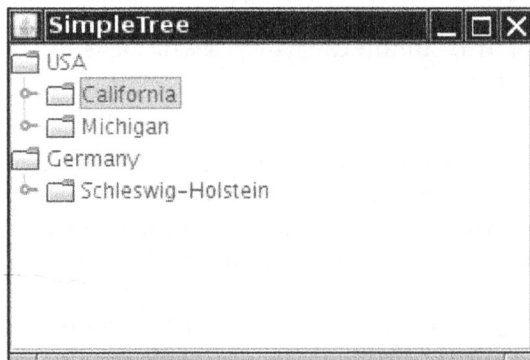 SimpleTree
USA
California
Michigan
Germany
Schleswig-Holstein